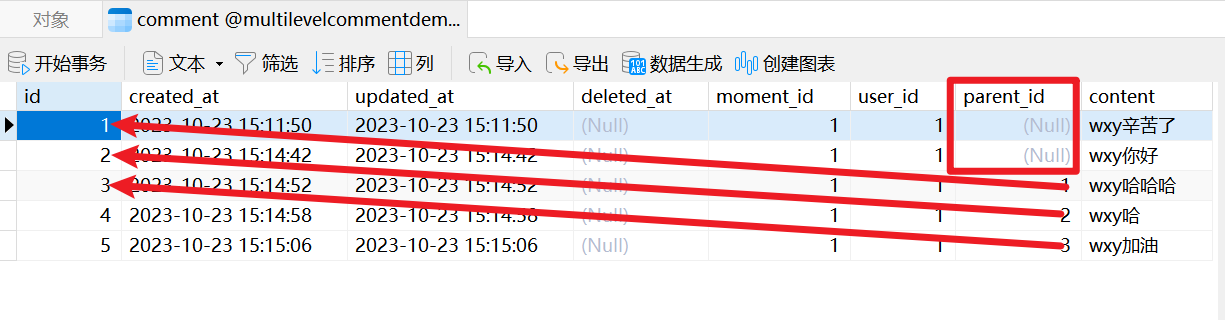 对象 comment @multilevelcommentdem...
开始事务 文本 筛选 排序 列 导入 导出 数据生成 创建图表
id created_at updated_at deleted_at moment_id user_id parent_id content
1 2023-10-23 15:11:50 2023-10-23 15:11:50 (Null) 1 1 (Null) wxy辛苦了
2 2023-10-23 15:14:42 2023-10-23 15:14:42 (Null) 1 1 (Null) wxy你好
3 2023-10-23 15:14:52 2023-10-23 15:14:52 (Null) 1 1 1 wxy哈哈哈
4 2023-10-23 15:14:58 2023-10-23 15:14:58 (Null) 1 1 2 wxy哈
5 2023-10-23 15:15:06 2023-10-23 15:15:06 (Null) 1 1 3 wxy加油